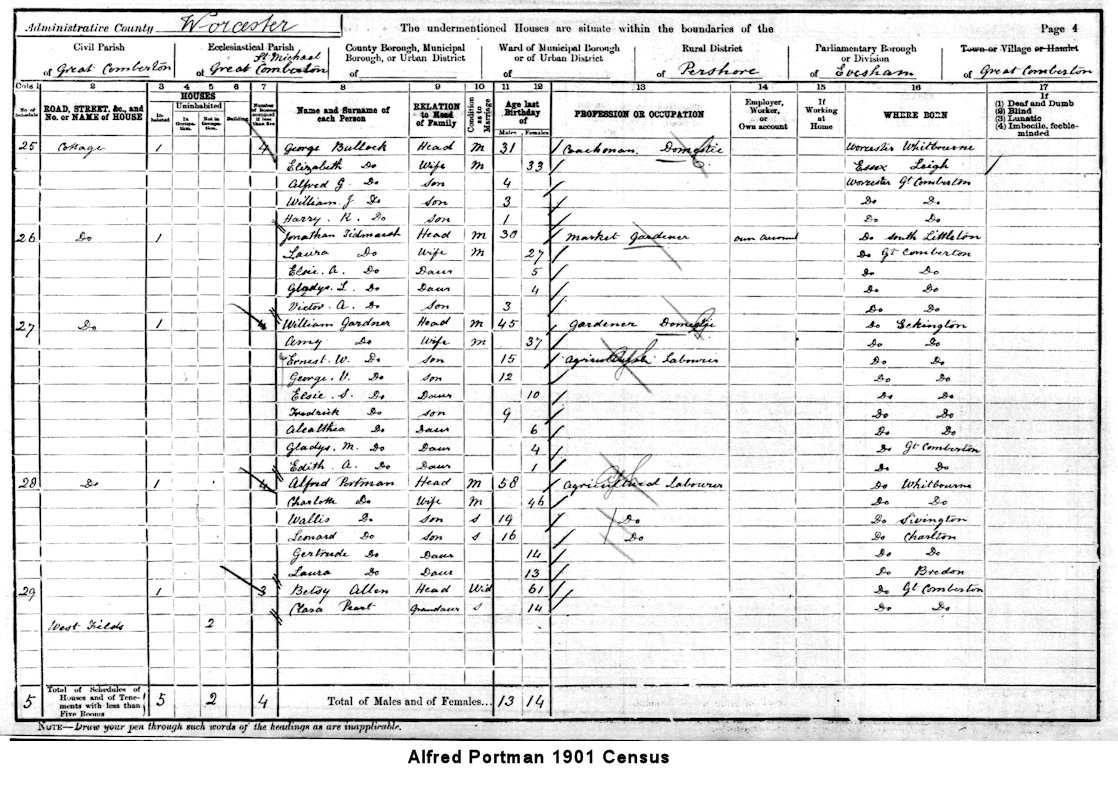 Administrative County Worcester The undermentioned Houses are situate within the boundaries of the Page 4
Civil Parish Ecclesiastical Parish County Borough, Municipal Borough, or Urban District Ward of Municipal Borough or of Urban District Rural District Parliamentary Borough or Division Town or Village or Hamlet
St Michael
of Great Comberton of Great Comberton of of of Pershore of Evesham of Great Comberton
Cols 1 2 3 4 5 6 7 8 9 10 11 12 13 14 15 16 17
No. of Schedule ROAD, STREET, &c., and No. or NAME of HOUSE HOUSES Inhabited Uninhabited In Occupation Not in Occupation Building Number of Rooms occupied if less than five Name and Surname of each Person RELATION to Head of Family Condition as to Marriage Age last Birthday of Males Females PROFESSION OR OCCUPATION Employer, Worker, or Own account If Working at Home WHERE BORN If (1) Deaf and Dumb (2) Blind (3) Lunatic (4) Imbecile, feeble-minded
25 Cottage 1 4 George Bullock Head M 31 Coachman Domestic Worcester Whitbourne
Elizabeth Do Wife M 33 Essex Leigh
Alfred G. Do Son 4 Worcester Gt Comberton
William J Do Son 3 Do Do
Harry. R. Do Son 1 Do Do
26 Do 1 Jonathan Tidmarsh Head M 30 Market Gardener own account Do South Littleton
Laura Do Wife M 27 Do Gt Comberton
Elsie. A. Do Daur 5 Do Do
Gladys. L. Do Daur 4 Do Do
Victor. A. Do Son 3 Do Do
27 Do 1 4 William Gardner Head M 45 Gardener Domestic Do Eckington
Amy Do Wife M 37 Do Do
Ernest. W. Do Son 15 Agricultural Labourer Do Do
George. V. Do Son 12 Do Do
Elsie. S. Do Daur 10 Do Do
Fredrick Do Son 9 Do Do
Do Daur 6 Do Do
Gladys. M. Do Daur 4 Do Gt Comberton
Edith. A. Do Daur 1 Do Do
28 Do 1 4 Alfred Portman Head M 58 Agricultural Labourer Do Whitbourne
Charlotte Do Wife M 46 Do Do
Wallis Do Son S 19 Do Do
Leonard Do Son S 16 Do Do Charlton
Gertrude Do Daur 14 Do Do
Laura Do Daur 13 Do Bredon
29 1 3 Betsy Allen Head Wid 61 Do Gt Comberton
Clara Grandaur S 14 Do Do
West Fields 2
5 Total of Schedules of Houses and of Tenements with less than Five Rooms 5 2 4 Total of Males and of Females... 13 14
NOTE—Draw your pen through such words of the headings as are inapplicable.
Alfred Portman 1901 Census